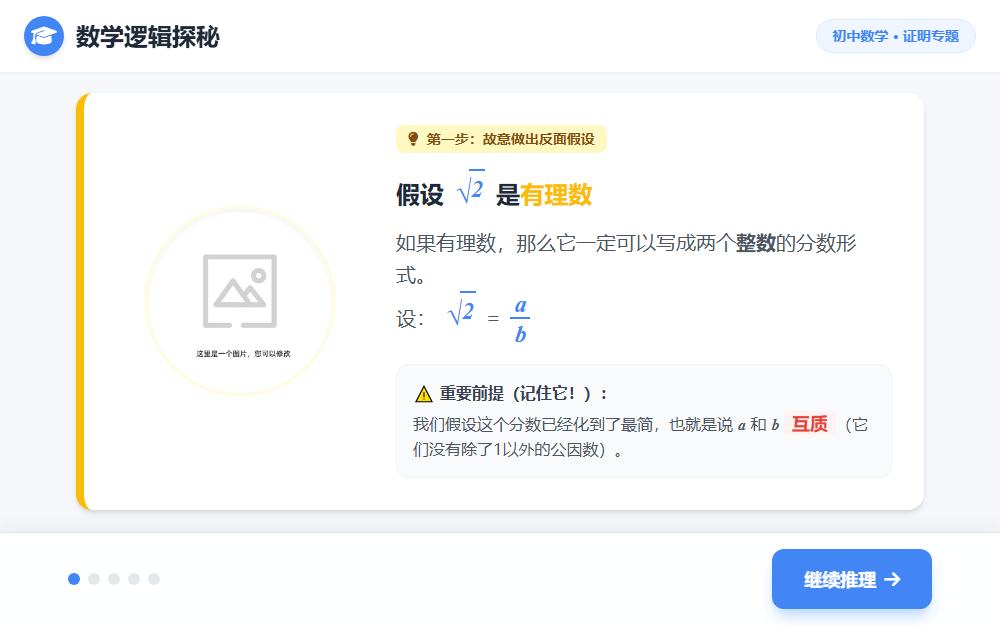 数学逻辑探秘
初中数学 • 证明专题
第一步：故意做出反面假设
假设 √2 是有理数
如果有理数，那么它一定可以写成两个整数的分数形
式。
设： √2 = a/b
这里是一个图片，您可以修改
⚠️ 重要前提（记住它！）：
我们假设这个分数已经化到了最简，也就是说 a 和 b 互质 （它
们没有除了1以外的公因数）。
继续推理 →